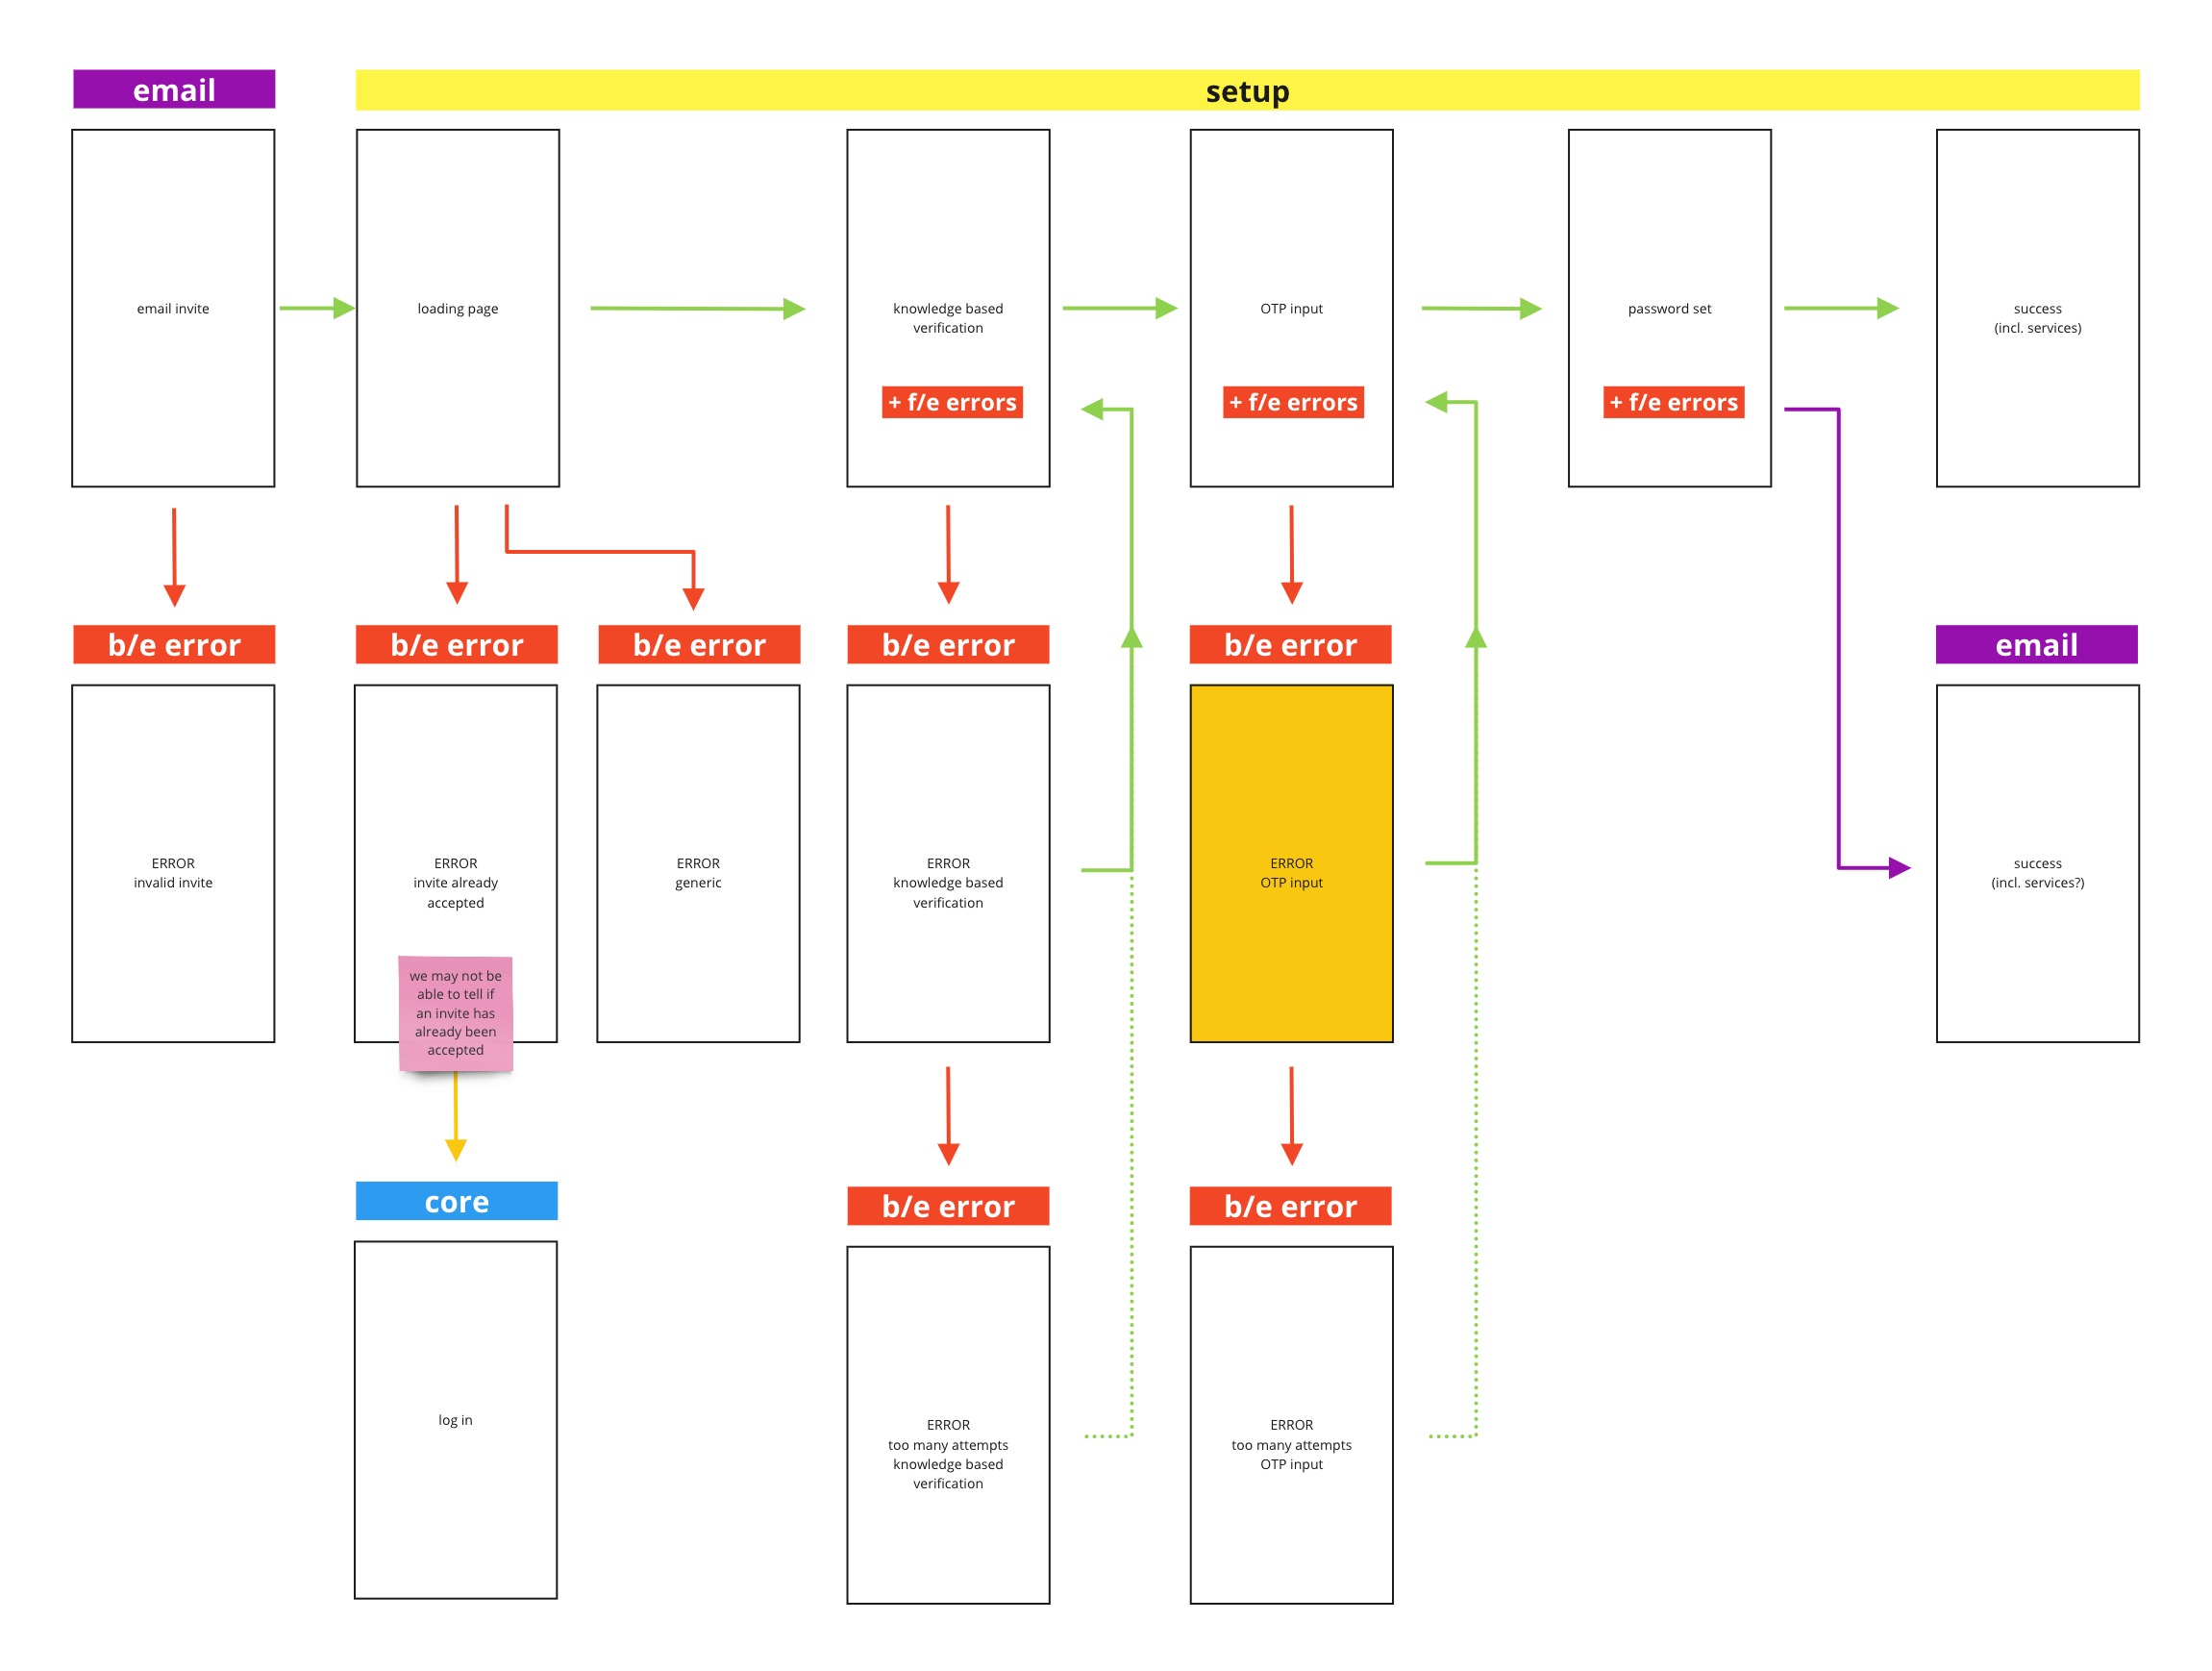 email
setup
email invite
loading page
knowledge based
verification
+ f/e errors
OTP input
+ f/e errors
password set
+ f/e errors
success
(incl. services)
b/e error
b/e error
b/e error
b/e error
b/e error
email
ERROR
invalid invite
ERROR
invite already
accepted
we may not be
able to tell if
an invite has
already been
accepted
ERROR
generic
ERROR
knowledge based
verification
ERROR
OTP input
success
(incl. services?)
core
b/e error
b/e error
log in
ERROR
too many attempts
knowledge based
verification
ERROR
too many attempts
OTP input